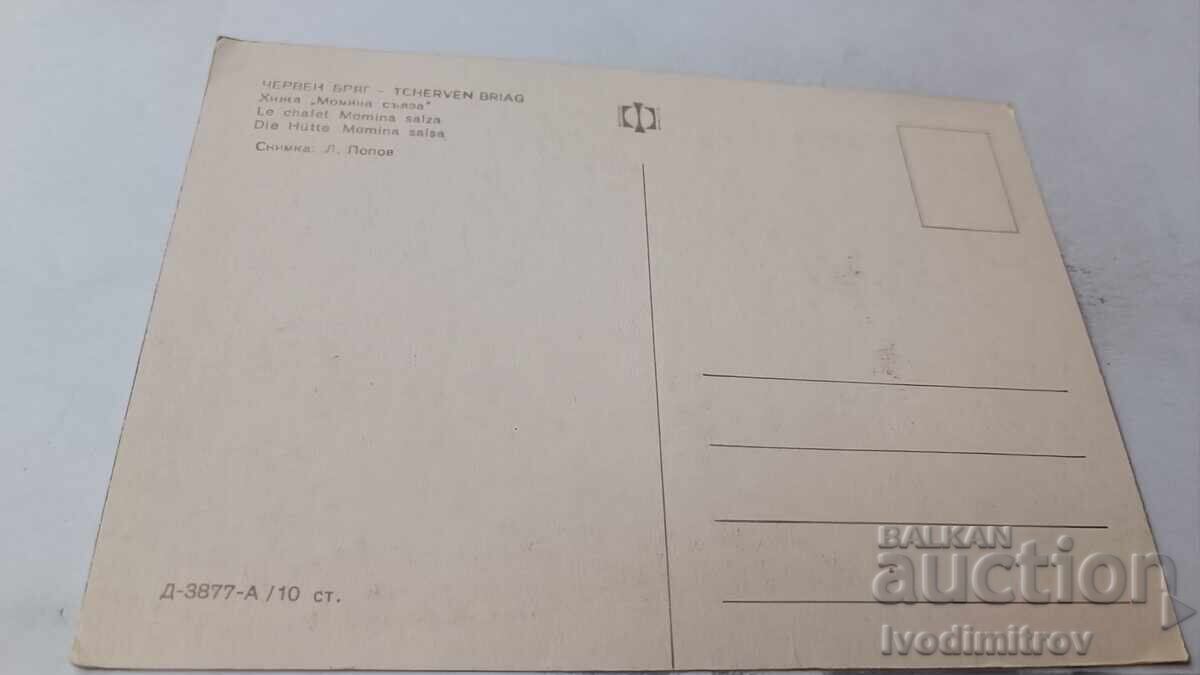 ЧЕРВЕН БРЯГ - TCHERVEN BRIAG
Хижа „Момина сълза"
Le chalet Momina salza
Die Hütte Momina salsa
Снимка: Л. Попов
Д-3877-А / 10 ст.
BALKAN
auction
Ivodimitrov